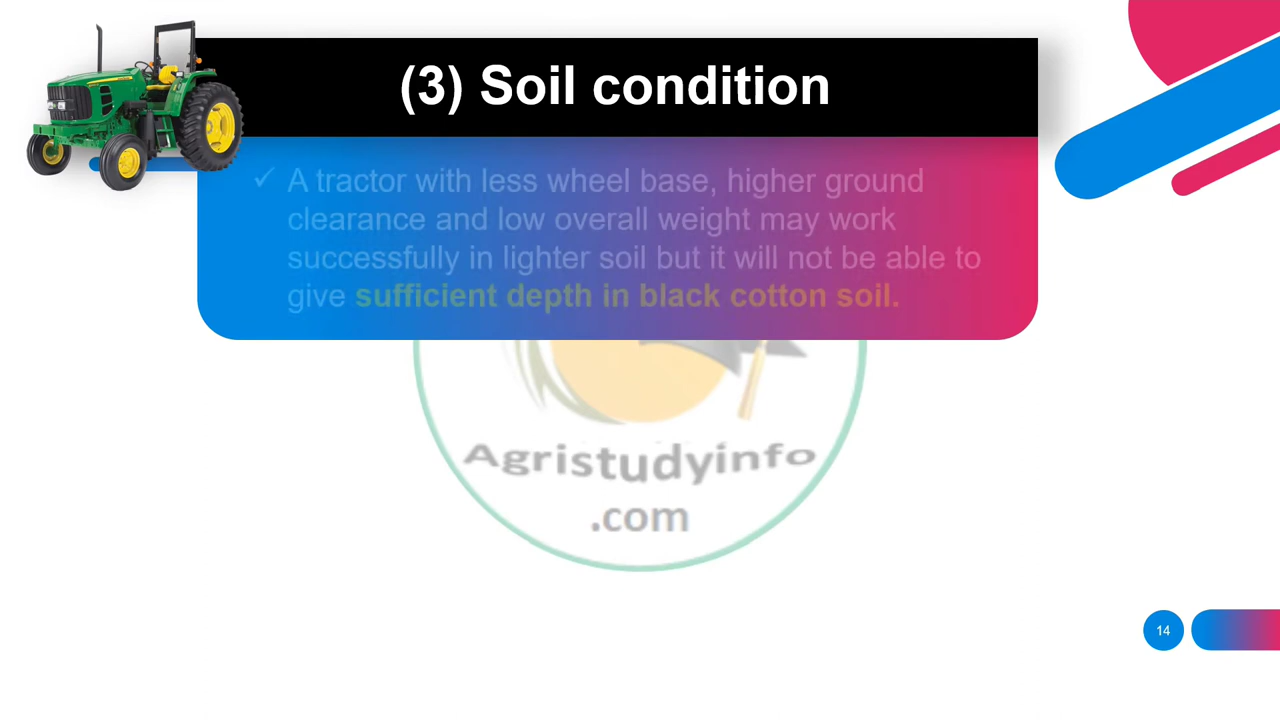 (3) Soil condition
✓ A tractor with less wheel base, higher ground
clearance and low overall weight may work
successfully in lighter soil but it will not be able to
give sufficient depth in black cotton soil.
Agristudyinfo
.com
14